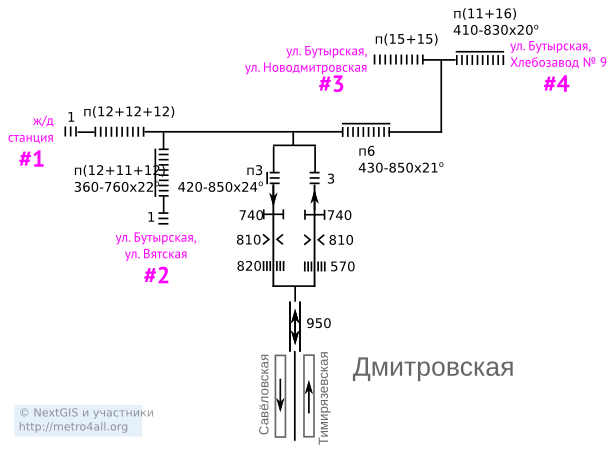 п(11+16)
410-830x20°
п(15+15)
ул. Бутырская,
Хлебозавод № 9
#4
ул. Бутырская,
ул. Новодмитровская
#3
1
п(12+12+12)
ж/д
станция
#1
п6
430-850x21°
п(12+11+12)
360-760x22°
п3
420-850x24°
3
1
740
740
ул. Бутырская,
ул. Вятская
#2
810
810
820
570
950
Дмитровская
Савёловская
Тимирязевская
© NextGIS и участники
http://metro4all.org